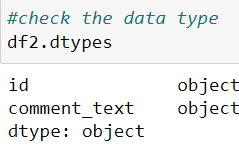 #check the data type
df2.dtypes
id object
comment_text object
dtype: object